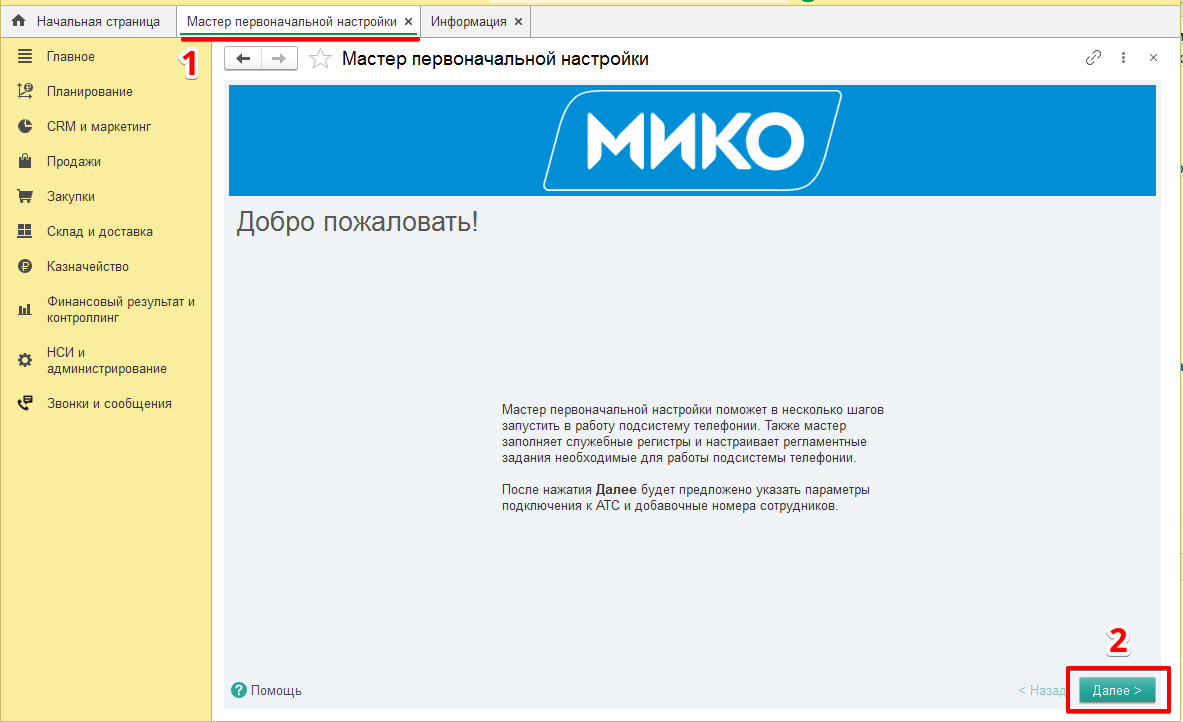 Начальная страница
Мастер первоначальной настройки ×
Информация ×
1
Главное
Планирование
CRM и маркетинг
Продажи
Закупки
Склад и доставка
Казначейство
Финансовый результат и
контроллинг
НСИ и
администрирование
Звонки и сообщения
Мастер первоначальной настройки
МИКО
Добро пожаловать!
Мастер первоначальной настройки поможет в несколько шагов
запустить в работу подсистему телефонии. Также мастер
заполняет служебные регистры и настраивает регламентные
задания необходимые для работы подсистемы телефонии.
После нажатия Далее будет предложено указать параметры
подключения к АТС и добавочные номера сотрудников.
2
? Помощь
< Назад
Далее >